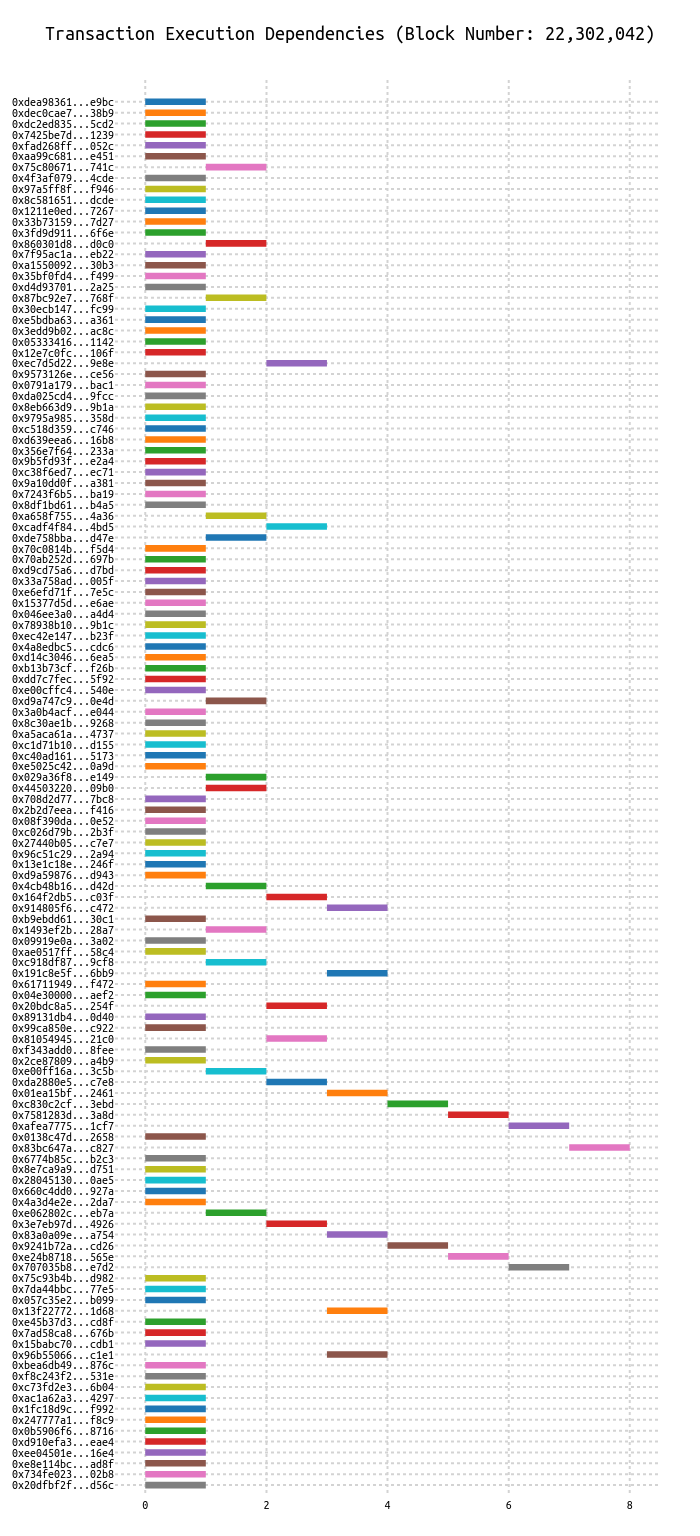 Transaction Execution Dependencies (Block Number: 22,302,042)
0xdea98361...e9bc
0xdec0cae7...38b9
0xdc2ed835...5cd2
0x7425be7d...1239
0xfad268ff...052c
0xaa99c681...e451
0x75c80671...741c
0x4f3af079...4cde
0x97a5ff8f...f946
0x8c581651...dcde
0x1211e0ed...7267
0x33b73159...7d27
0x3fd9d911...6f6e
0x860301d8...d0c0
0x7f95ac1a...eb22
0xa1550092...30b3
0x35bf0fd4...f499
0xd4d93701...2a25
0x87bc92e7...768f
0x30ecb147...fc99
0xe5bdba63...a361
0x3edd9b02...ac8c
0x05333416...1142
0x12e7c0fc...106f
0xec7d5d22...9e8e
0x9573126e...ce56
0x0791a179...bac1
0xda025cd4...9fcc
0x8eb663d9...9b1a
0x9795a985...358d
0xc518d359...c746
0xd639eea6...16b8
0x356e7f64...233a
0x9b5fd93f...e2a4
0xc38f6ed7...ec71
0x9a10dd0f...a381
0x7243f6b5...ba19
0x8df1bd61...b4a5
0xa658f755...4a36
0xcadf4f84...4bd5
0xde758bba...d47e
0x70c0814b...f5d4
0x70ab252d...697b
0xd9cd75a6...d7bd
0x33a758ad...005f
0xe6efd71f...7e5c
0x15377d5d...e6ae
0x046ee3a0...a4d4
0x78938b10...9b1c
0xec42e147...b23f
0x4a8edbc5...cdc6
0xd14c3046...6ea5
0xb13b73cf...f26b
0xdd7c7fec...5f92
0xe00cffc4...540e
0xd9a747c9...0e4d
0x3a0b4acf...e044
0x8c30ae1b...9268
0xa5aca61a...4737
0xc1d71b10...d155
0xc40ad161...5173
0xe5025c42...0a9d
0x029a36f8...e149
0x44503220...09b0
0x708d2d77...7bc8
0x2b2d7eea...f416
0x08f390da...0e52
0xc026d79b...2b3f
0x27440b05...c7e7
0x96c51c29...2a94
0x13e1c18e...246f
0xd9a59876...d943
0x4cb48b16...d42d
0x164f2db5...c03f
0x914805f6...c472
0xb9ebdd61...30c1
0x1493ef2b...28a7
0x09919e0a...3a02
0xae0517ff...58c4
0xc918df87...9cf8
0x191c8e5f...6bb9
0x61711949...f472
0x04e30000...aef2
0x20bdc8a5...254f
0x89131db4...0d40
0x99ca850e...c922
0x81054945...21c0
0xf343add0...8fee
0x2ce87809...a4b9
0xe00ff16a...3c5b
0xda2880e5...c7e8
0x01ea15bf...2461
0xc830c2cf...3ebd
0x7581283d...3a8d
0xafea7775...1cf7
0x0138c47d...2658
0x83bc647a...c827
0x6774b85c...b2c3
0x8e7ca9a9...d751
0x28045130...0ae5
0x660c4dd0...927a
0x4a3d4e2e...2da7
0xe062802c...eb7a
0x3e7eb97d...4926
0x83a0a09e...a754
0x9241b72a...cd26
0xe24b8718...565e
0x707035b8...e7d2
0x75c93b4b...d982
0x7da44bbc...77e5
0x057c35e2...b099
0x13f22772...1d68
0xe45b37d3...cd8f
0x7ad58ca8...676b
0x15babc70...cdb1
0x96b55066...c1e1
0xbea6db49...876c
0xf8c243f2...531e
0xc73fd2e3...6b04
0xac1a62a3...4297
0x1fc18d9c...f992
0x247777a1...f8c9
0x0b5906f6...8716
0xd910efa3...eae4
0xee04501e...16e4
0xe8e114bc...ad8f
0x734fe023...02b8
0x20dfbf2f...d56c
0 2 4 6 8